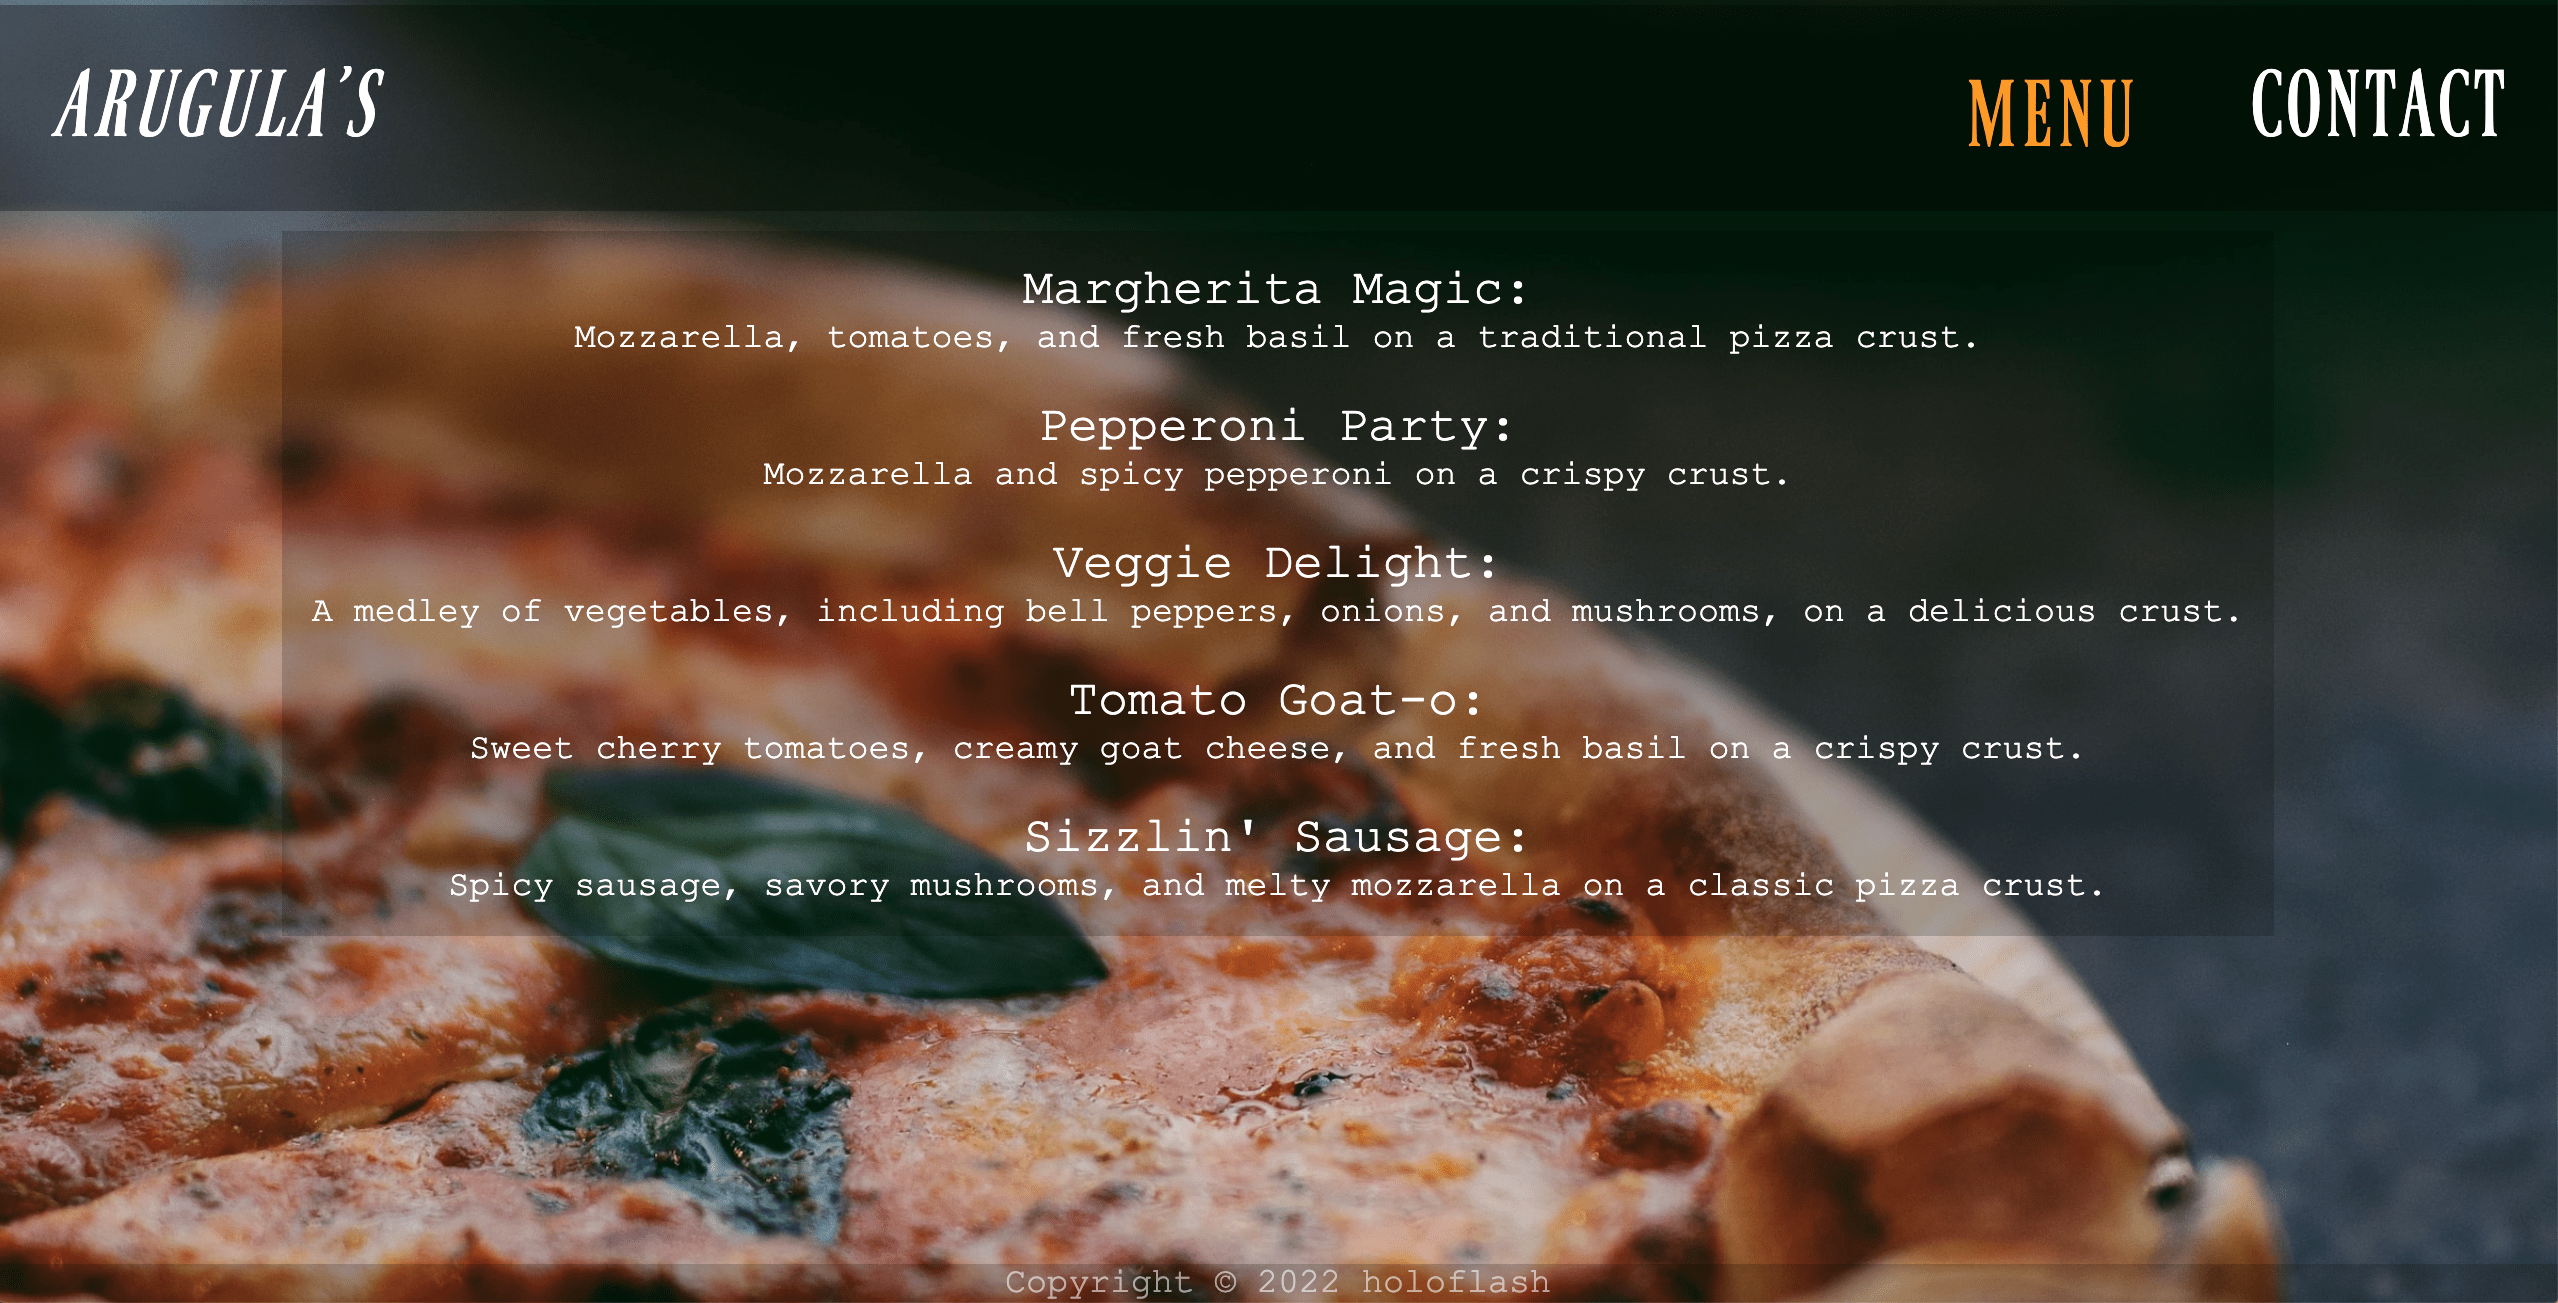 ARUGULA'S
MENU
CONTACT
Margherita Magic:
Mozzarella, tomatoes, and fresh basil on a traditional pizza crust.
Pepperoni Party:
Mozzarella and spicy pepperoni on a crispy crust.
Veggie Delight:
A medley of vegetables, including bell peppers, onions, and mushrooms, on a delicious crust.
Tomato Goat-o:
Sweet cherry tomatoes, creamy goat cheese, and fresh basil on a crispy crust.
Sizzlin' Sausage:
Spicy sausage, savory mushrooms, and melty mozzarella on a classic pizza crust.
Copyright © 2022 holoflash